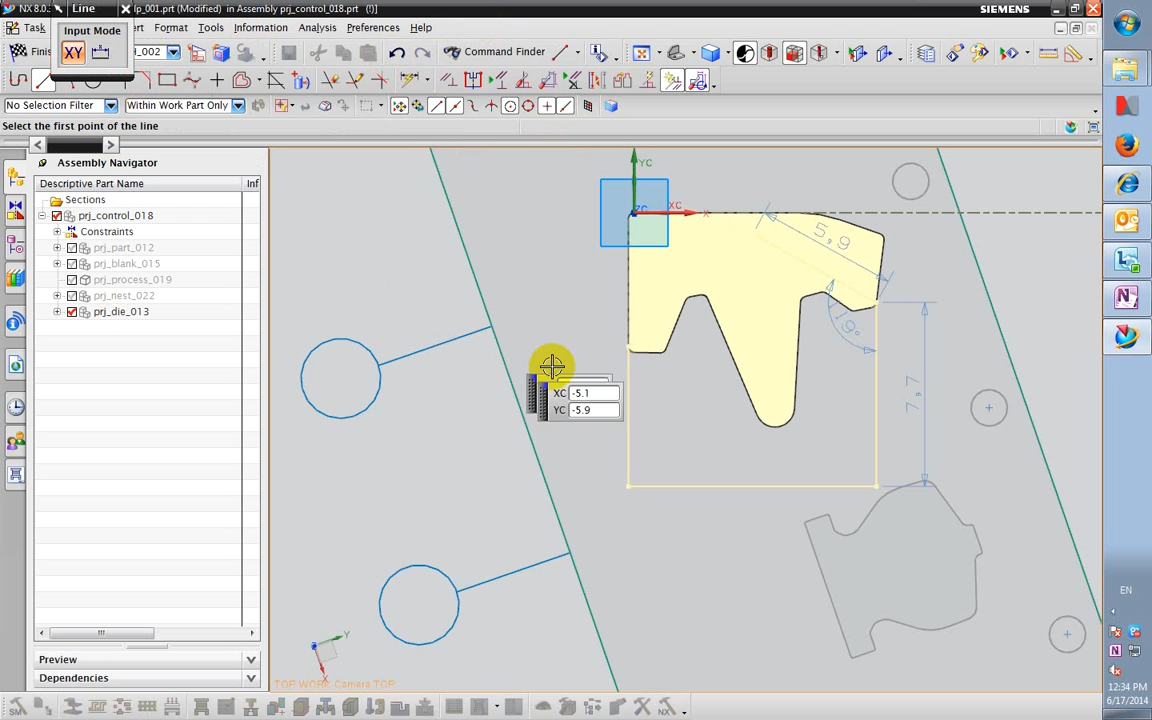 NX 8.0. Line lp_001.prt (Modified) in Assembly prj_control_018.prt (!)] SIEMENS
Task Format Tools Information Analysis Preferences Help
Input Mode
Finis _002 Command Finder
XY
No Selection Filter Within Work Part Only
Select the first point of the line
Assembly Navigator
Descriptive Part Name Inf
Sections
prj_control_018
Constraints
prj_part_012
prj_blank_015
prj_process_019
prj_nest_022
prj_die_013
Preview
Dependencies
YC
XC
X
ZC
5,9
119°
7,7
XC -5.1
YC -5.9
Y
X
TOP WORK Camera TOP
EN
12:34 PM
6/17/2014